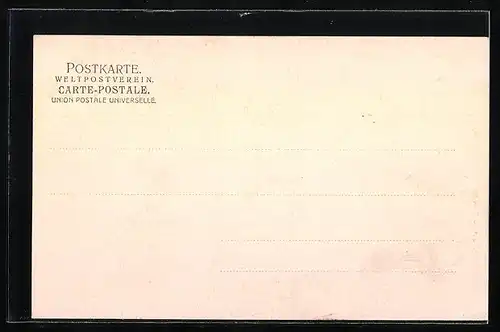 POSTKARTE.
WELTPOSTVEREIN.
CARTE-POSTALE.
UNION POSTALE UNIVERSELLE.